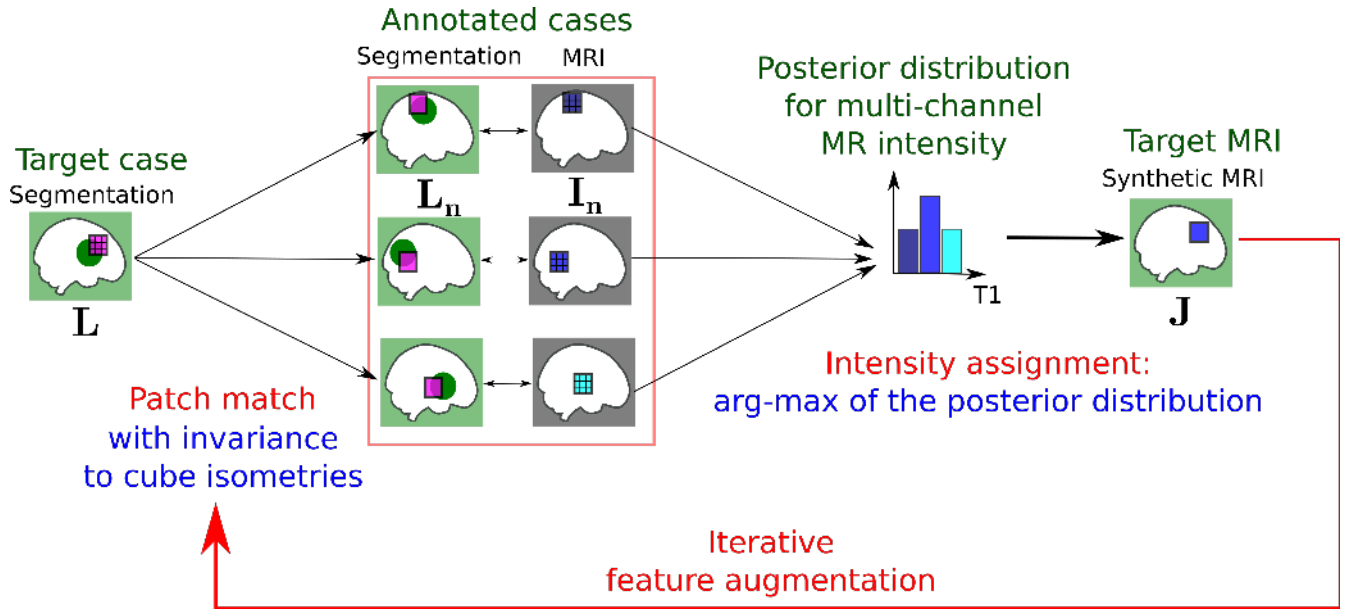 Annotated cases
Segmentation MRI
Posterior distribution
for multi-channel
MR intensity
Target case
Segmentation
Target MRI
Synthetic MRI
L
Lₙ Iₙ
T1
J
Patch match
with invariance
to cube isometries
Intensity assignment:
arg-max of the posterior distribution
Iterative
feature augmentation